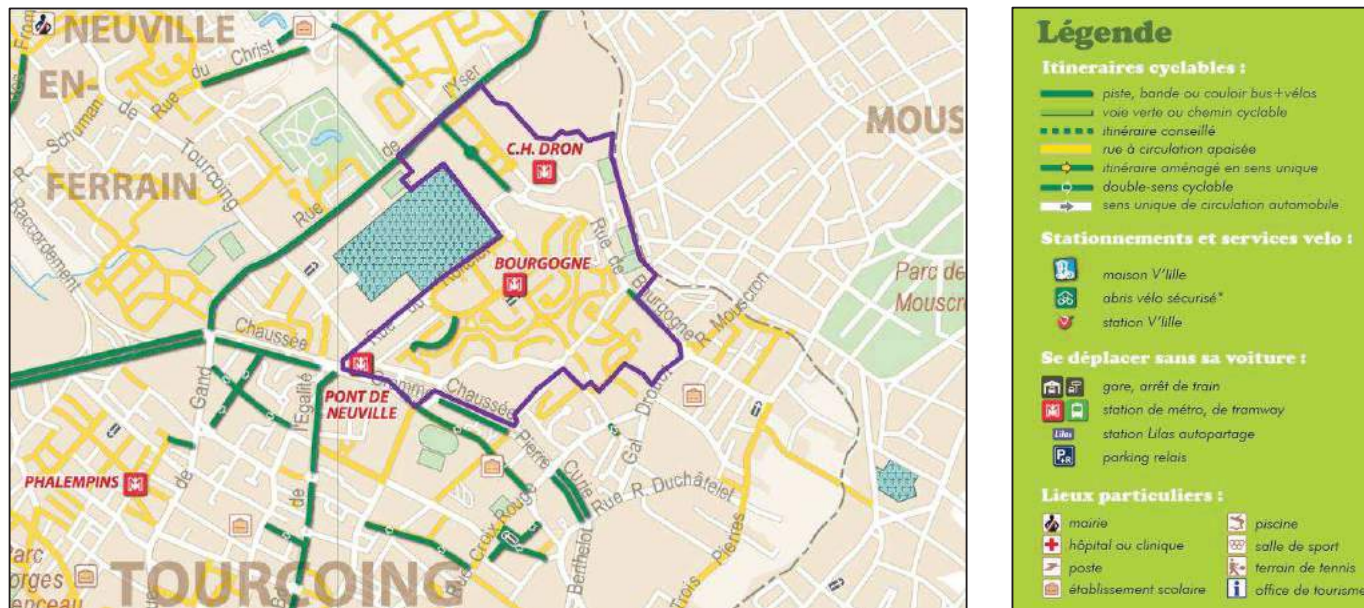 NEUVILLE
EN-
FERRAIN
Rue du Christ
R. Schuman
de Tourcoing
Raccordement
Rue de l'Yser
C.H. DRON
MOUS
BOURGOGNE
Rue de Bourgogne
R. Mouscron
Parc de
Mouscro
Chaussée
Rue du
PONT DE
NEUVILLE
Chaussée
Pierre Curie
Gal Drouot
Rue R. Duchâtelet
Rue Croix Rouge
Berthelot
Trois Pierres
de Gand
de l'Egalité
PHALEMPINS
TOURCOING
Légende
Itineraires cyclables :
piste, bande ou couloir bus+vélos
voie verte ou chemin cyclable
itinéraire conseillé
rue à circulation apaisée
itinéraire aménagé en sens unique
double-sens cyclable
sens unique de circulation automobile
Stationnements et services velo :
maison V'lille
abris vélo sécurisé*
station V'lille
Se déplacer sans sa voiture :
gare, arrêt de train
station de métro, de tramway
Lilas station Lilas autopartage
P+R parking relais
Lieux particuliers :
mairie
hôpital ou clinique
poste
établissement scolaire
piscine
salle de sport
terrain de tennis
i office de tourisme